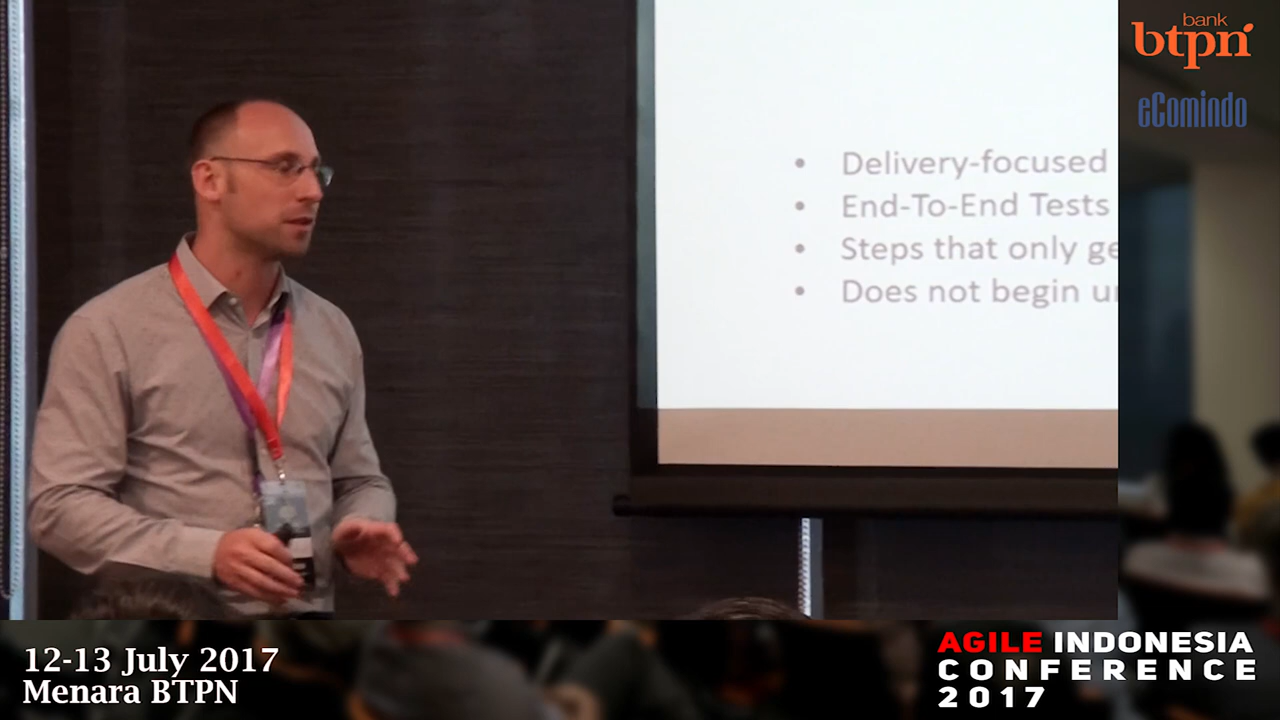 bank
btpn
eComindo
• Delivery-focused
• End-To-End Tests
• Steps that only
• Does not begin
12-13 July 2017
Menara BTPN
AGILE INDONESIA
CONFERENCE
2017